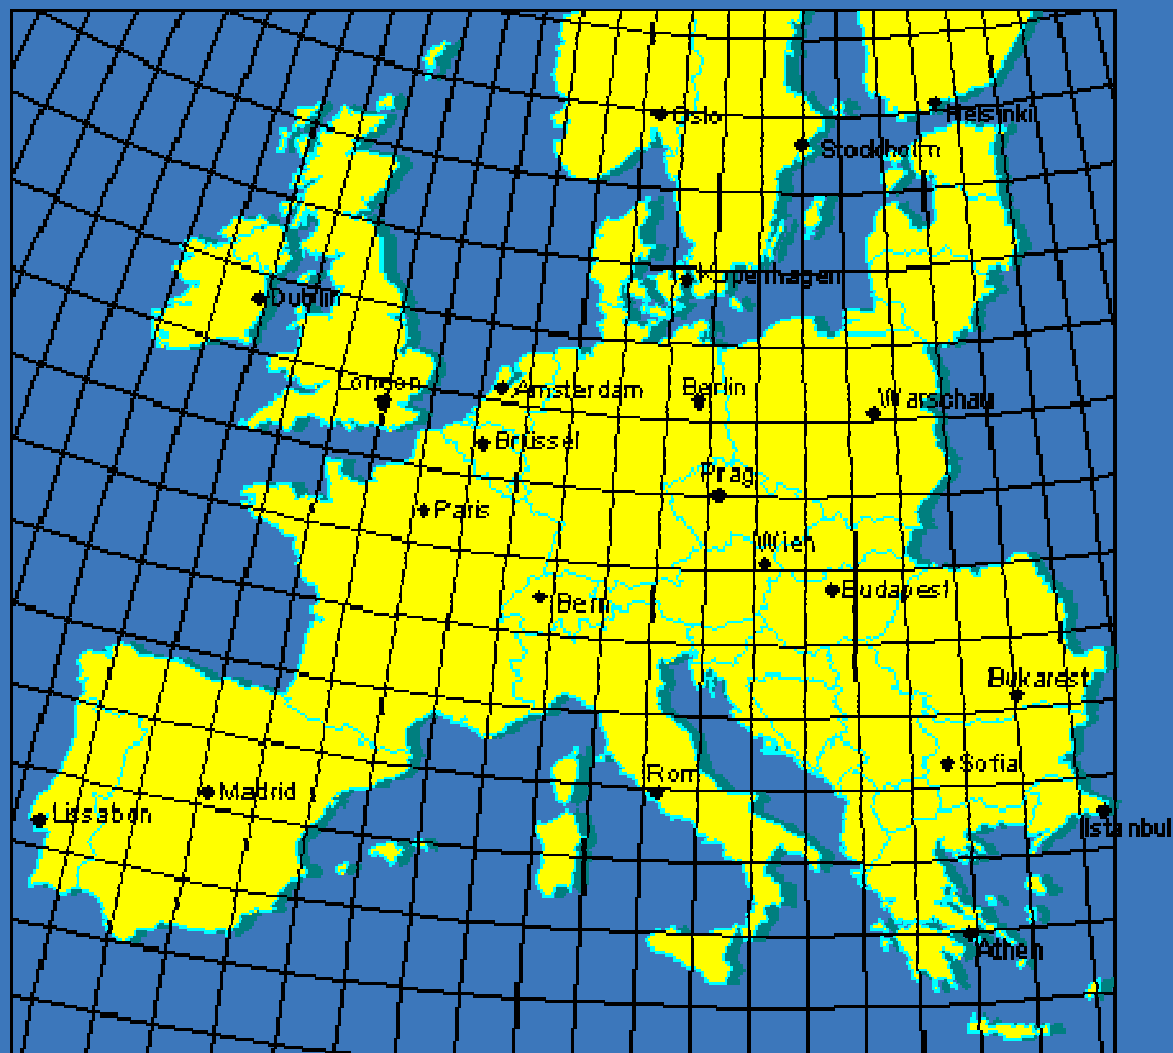 Oslo
Helsinki
Stockholm
Kopenhagen
Dublin
London
Amsterdam
Berlin
Warschau
Brüssel
Prag
Paris
Wien
Bern
Budapest
Bukarest
Sofia
Rom
Madrid
Lissabon
Istanbul
Athen